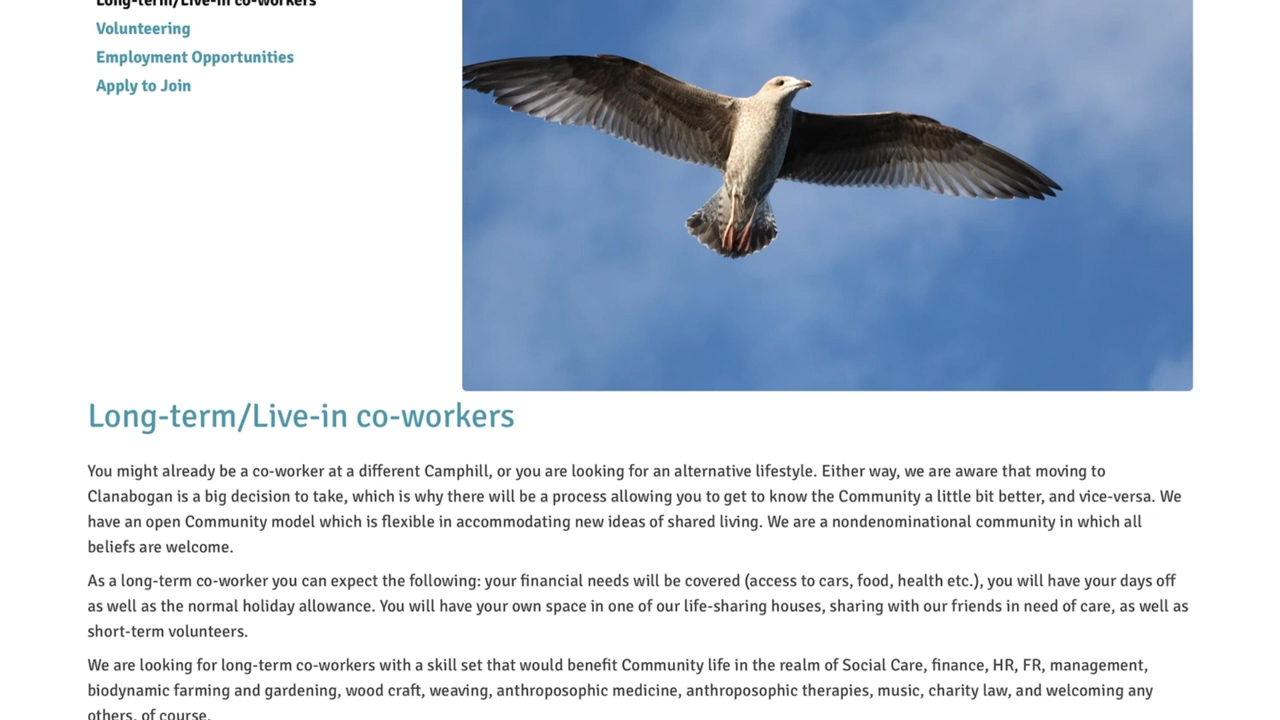 Long-term/Live-in co-workers
Volunteering
Employment Opportunities
Apply to Join
Long-term/Live-in co-workers
You might already be a co-worker at a different Camphill, or you are looking for an alternative lifestyle. Either way, we are aware that moving to
Clanabogan is a big decision to take, which is why there will be a process allowing you to get to know the Community a little bit better, and vice-versa. We
have an open Community model which is flexible in accommodating new ideas of shared living. We are a nondenominational community in which all
beliefs are welcome.
As a long-term co-worker you can expect the following: your financial needs will be covered (access to cars, food, health etc.), you will have your days off
as well as the normal holiday allowance. You will have your own space in one of our life-sharing houses, sharing with our friends in need of care, as well as
short-term volunteers.
We are looking for long-term co-workers with a skill set that would benefit Community life in the realm of Social Care, finance, HR, FR, management,
biodynamic farming and gardening, wood craft, weaving, anthroposophic medicine, anthroposophic therapies, music, charity law, and welcoming any
others, of course.